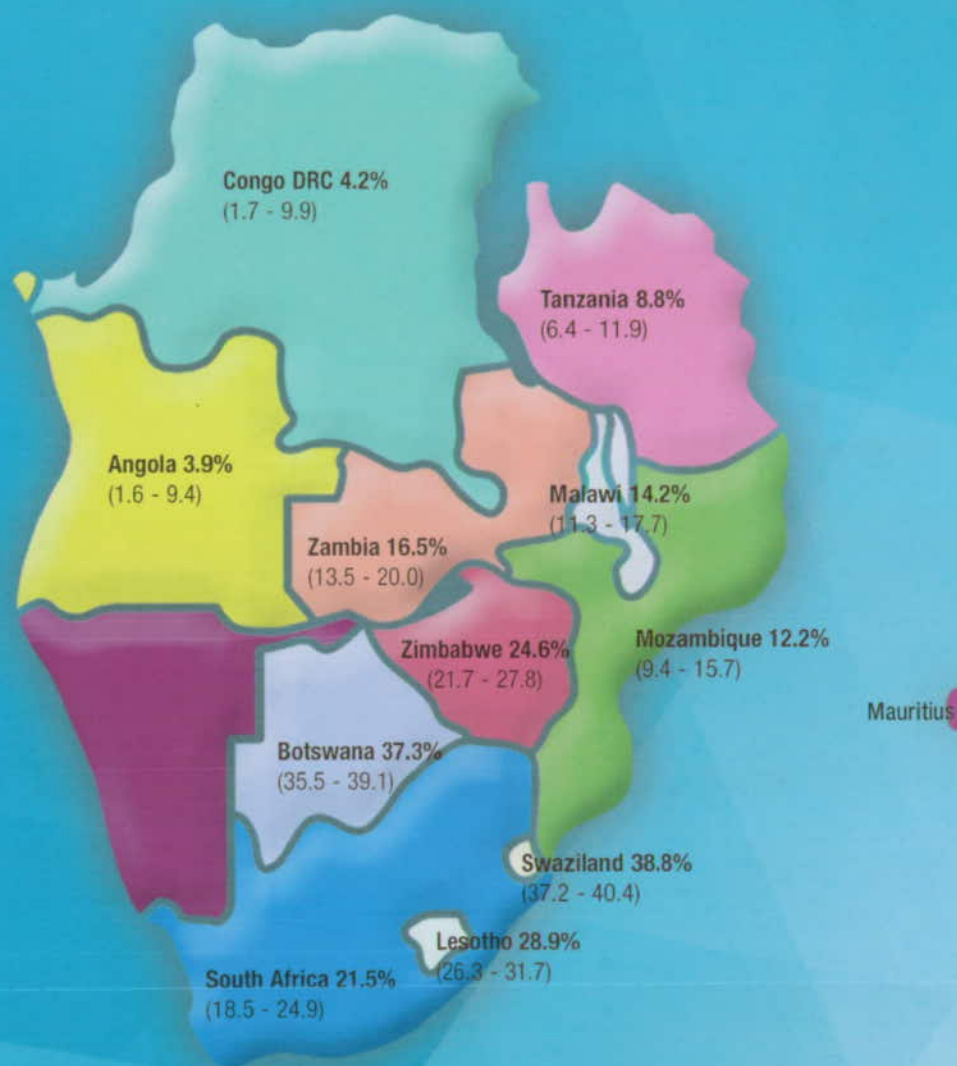 Congo DRC 4.2%
(1.7 - 9.9)
Tanzania 8.8%
(6.4 - 11.9)
Angola 3.9%
(1.6 - 9.4)
Malawi 14.2%
(11.3 - 17.7)
Zambia 16.5%
(13.5 - 20.0)
Zimbabwe 24.6%
(21.7 - 27.8)
Mozambique 12.2%
(9.4 - 15.7)
Mauritius
Botswana 37.3%
(35.5 - 39.1)
Swaziland 38.8%
(37.2 - 40.4)
Lesotho 28.9%
(26.3 - 31.7)
South Africa 21.5%
(18.5 - 24.9)